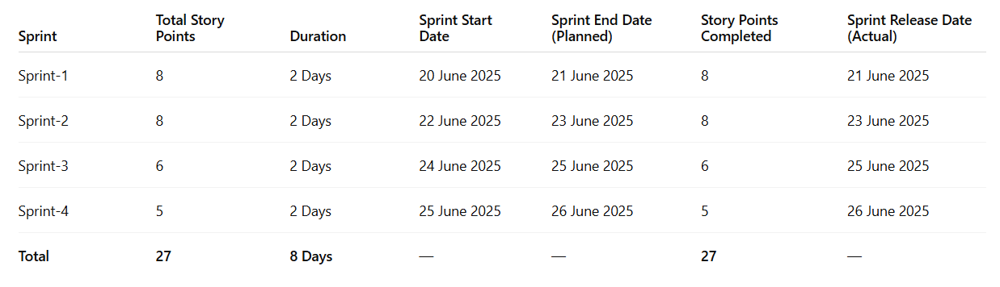 Sprint Total Story Points Duration Sprint Start Date Sprint End Date (Planned) Story Points Completed Sprint Release Date (Actual)
Sprint-1 8 2 Days 20 June 2025 21 June 2025 8 21 June 2025
Sprint-2 8 2 Days 22 June 2025 23 June 2025 8 23 June 2025
Sprint-3 6 2 Days 24 June 2025 25 June 2025 6 25 June 2025
Sprint-4 5 2 Days 25 June 2025 26 June 2025 5 26 June 2025
Total 27 8 Days — — 27 —